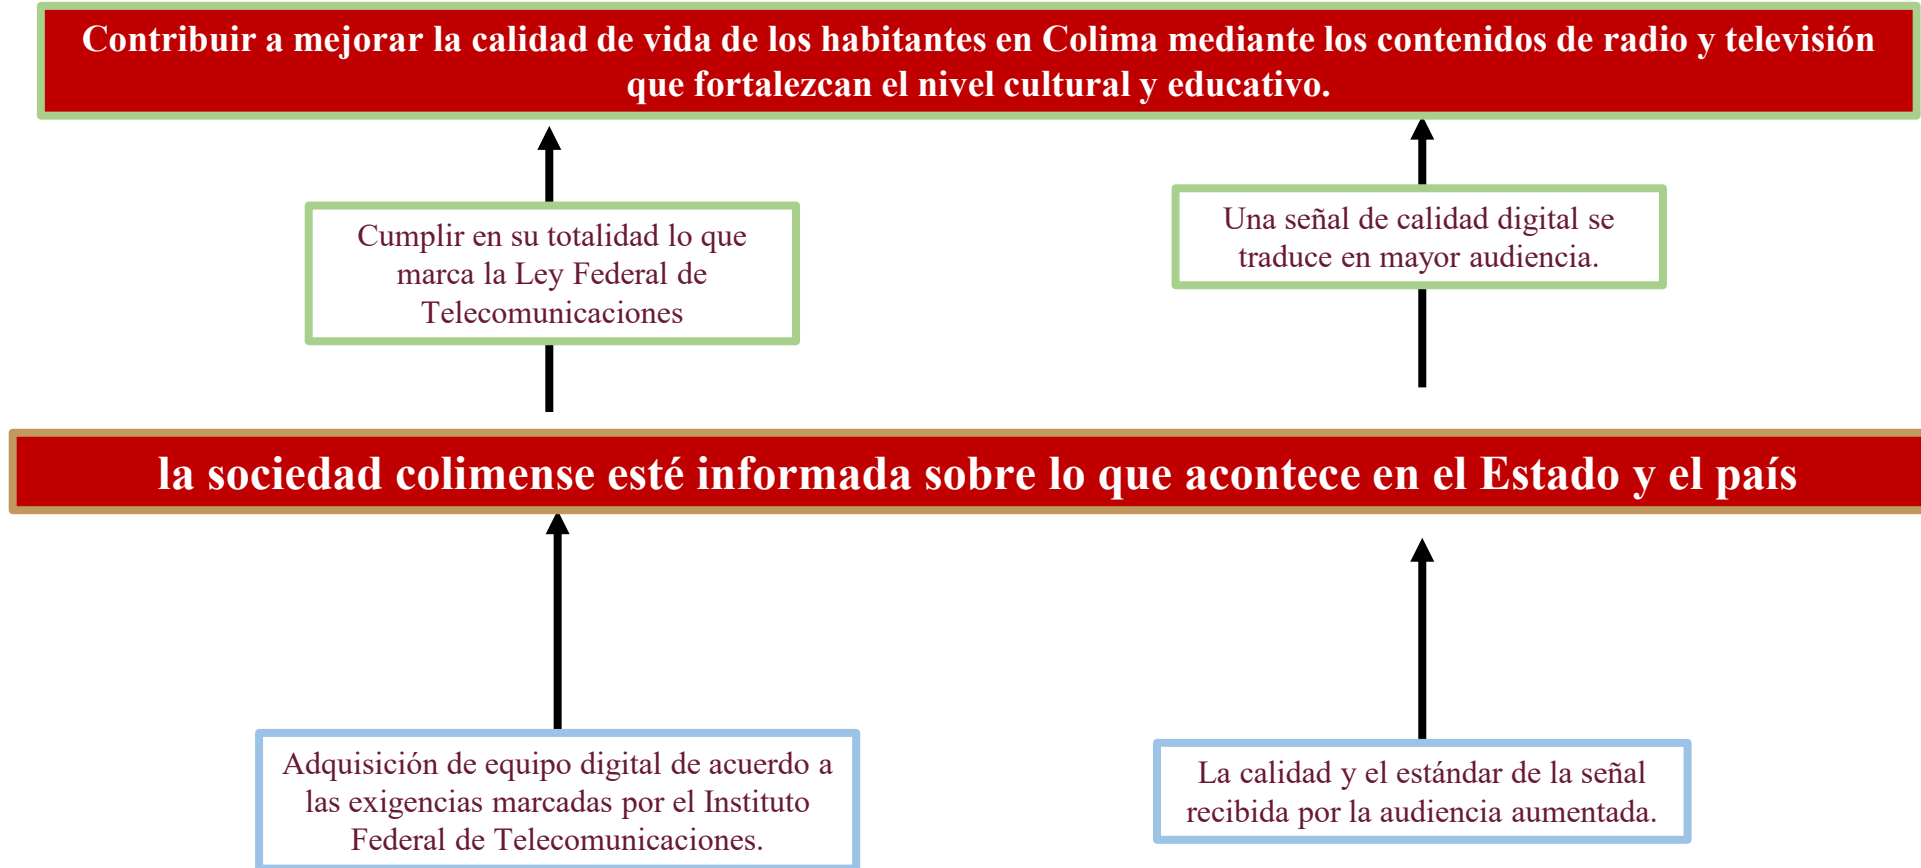 Contribuir a mejorar la calidad de vida de los habitantes en Colima mediante los contenidos de radio y televisión
que fortalezcan el nivel cultural y educativo.
Cumplir en su totalidad lo que
marca la Ley Federal de
Telecomunicaciones
Una señal de calidad digital se
traduce en mayor audiencia.
la sociedad colimense esté informada sobre lo que acontece en el Estado y el país
Adquisición de equipo digital de acuerdo a
las exigencias marcadas por el Instituto
Federal de Telecomunicaciones.
La calidad y el estándar de la señal
recibida por la audiencia aumentada.